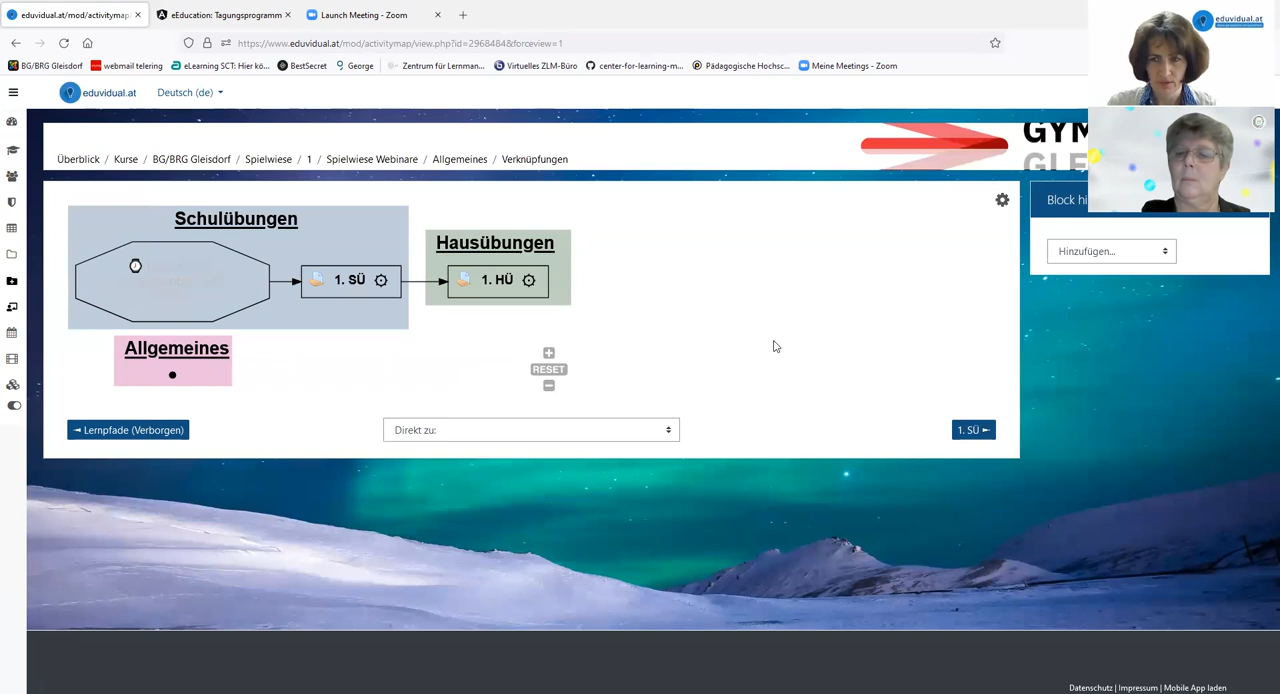 eduvidual.at/mod/activitymap
eEducation: Tagungsprogramm
Launch Meeting - Zoom
https://www.eduvidual.at/mod/activitymap/view.php?id=2968484&forceview=1
BG/BRG Gleisdorf
webmail telering
eLearning SCT: Hier kö...
BestSecret
George
Zentrum für Lernman...
Virtuelles ZLM-Büro
center-for-learning-m...
Pädagogische Hochsc...
Meine Meetings - Zoom
eduvidual.at
eduvidual.at
Deutsch (de)
GYM
GLE
Überblick / Kurse / BG/BRG Gleisdorf / Spielwiese / 1 / Spielwiese Webinare / Allgemeines / Verknüpfungen
Schulübungen
1. SÜ
Hausübungen
1. HÜ
Allgemeines
RESET
Block hi
Hinzufügen...
◄ Lernpfade (Verborgen)
Direkt zu:
1. SÜ ►
Datenschutz | Impressum | Mobile App laden